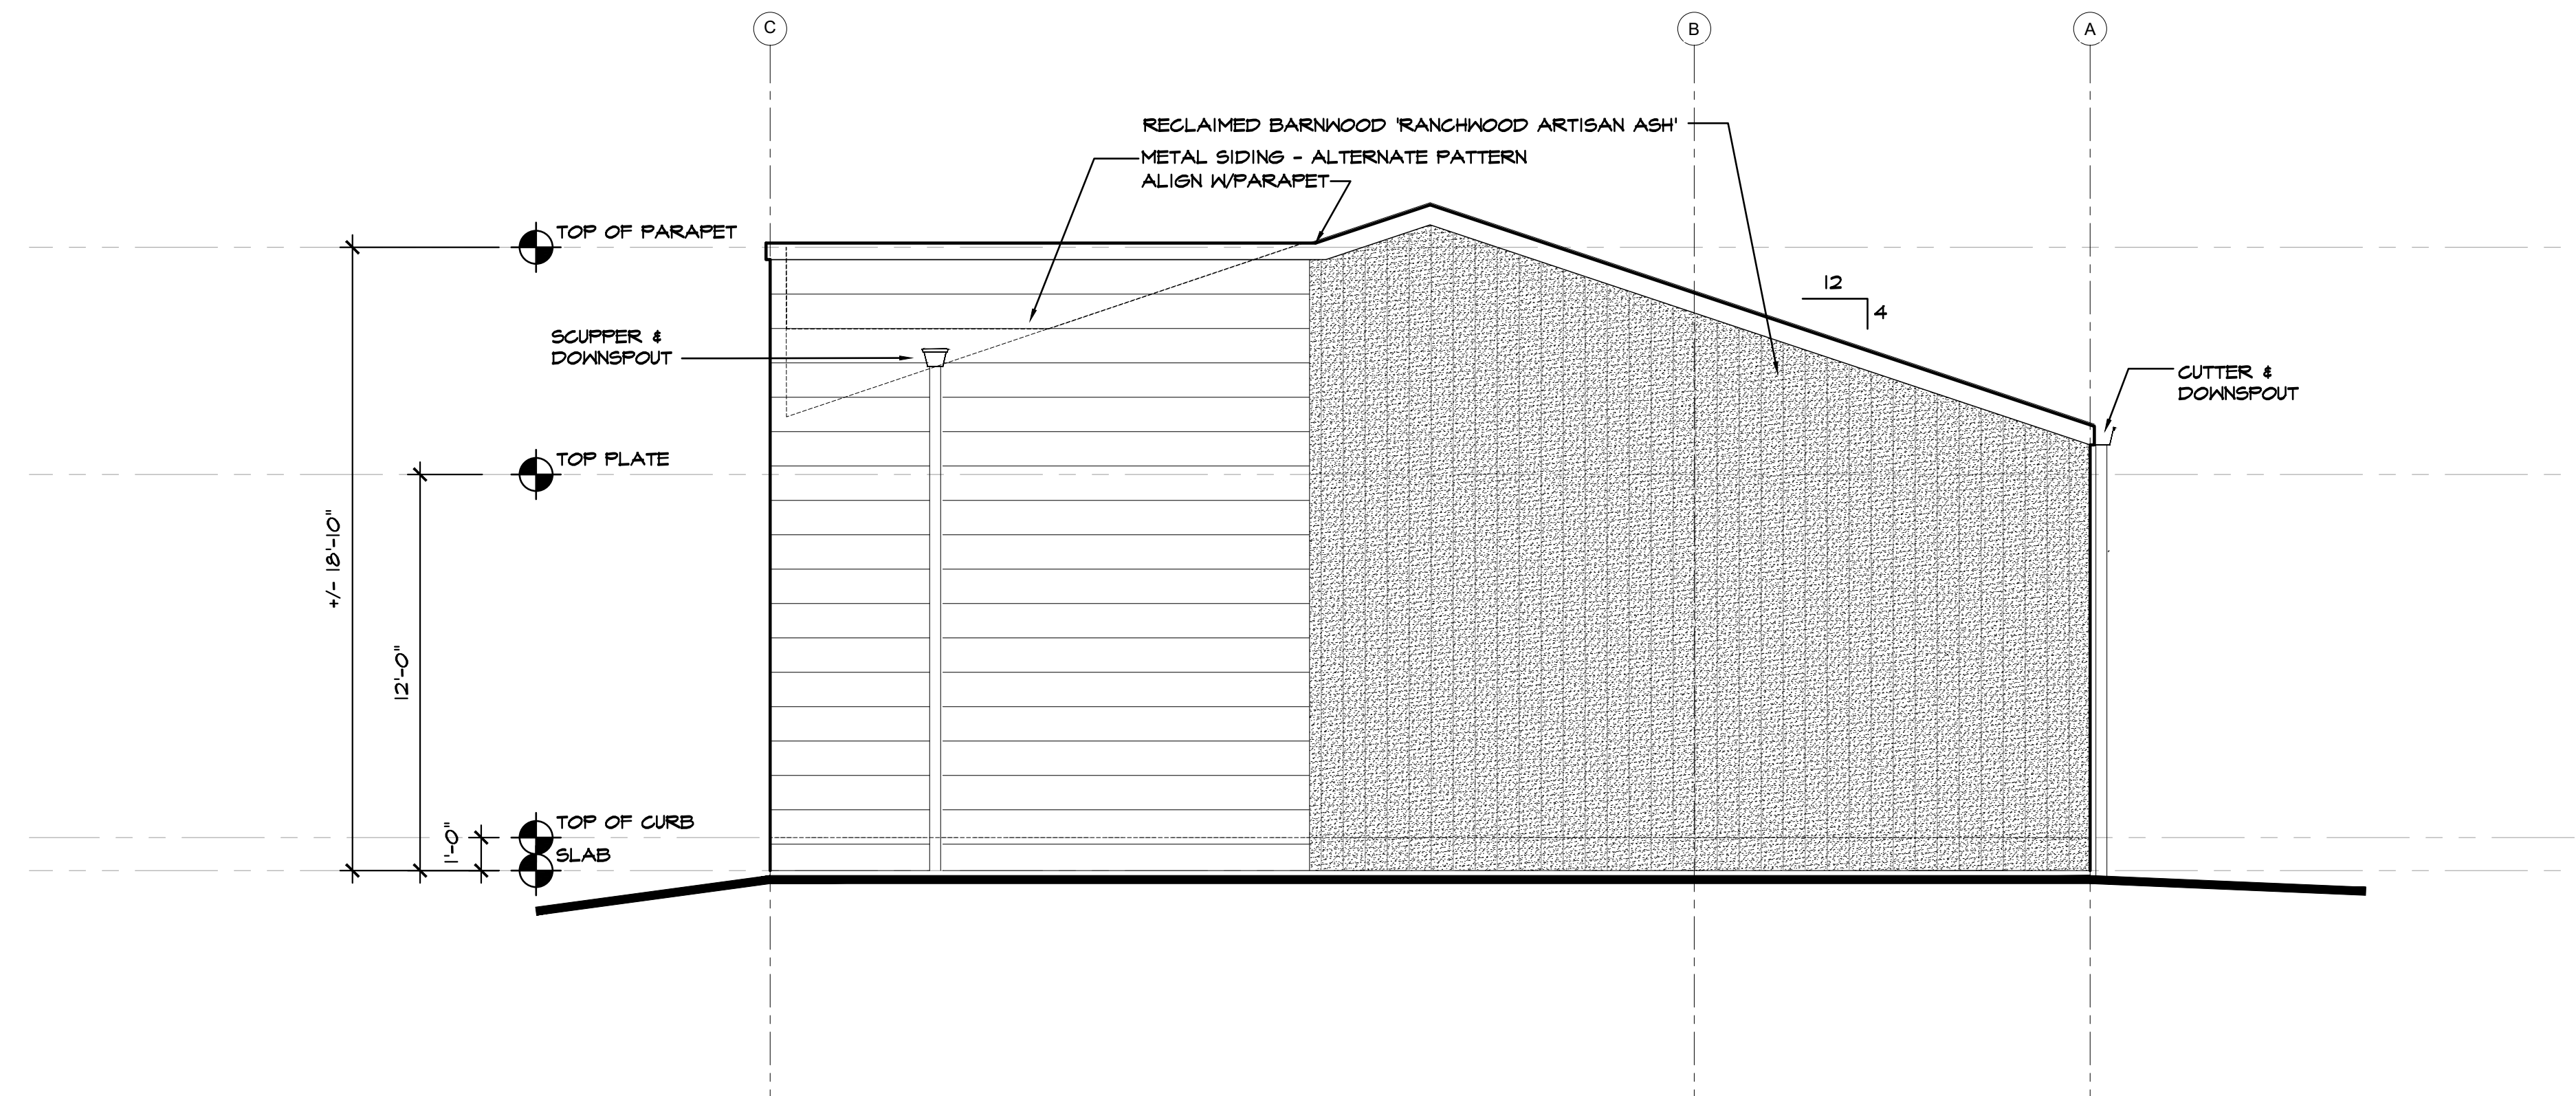 C
B
A
RECLAIMED BARNWOOD 'RANCHWOOD ARTISAN ASH'
METAL SIDING - ALTERNATE PATTERN
ALIGN W/PARAPET
TOP OF PARAPET
12
4
SCUPPER &
DOWNSPOUT
CUTTER &
DOWNSPOUT
TOP PLATE
+/- 18'-10"
12'-0"
1'-0"
TOP OF CURB
SLAB